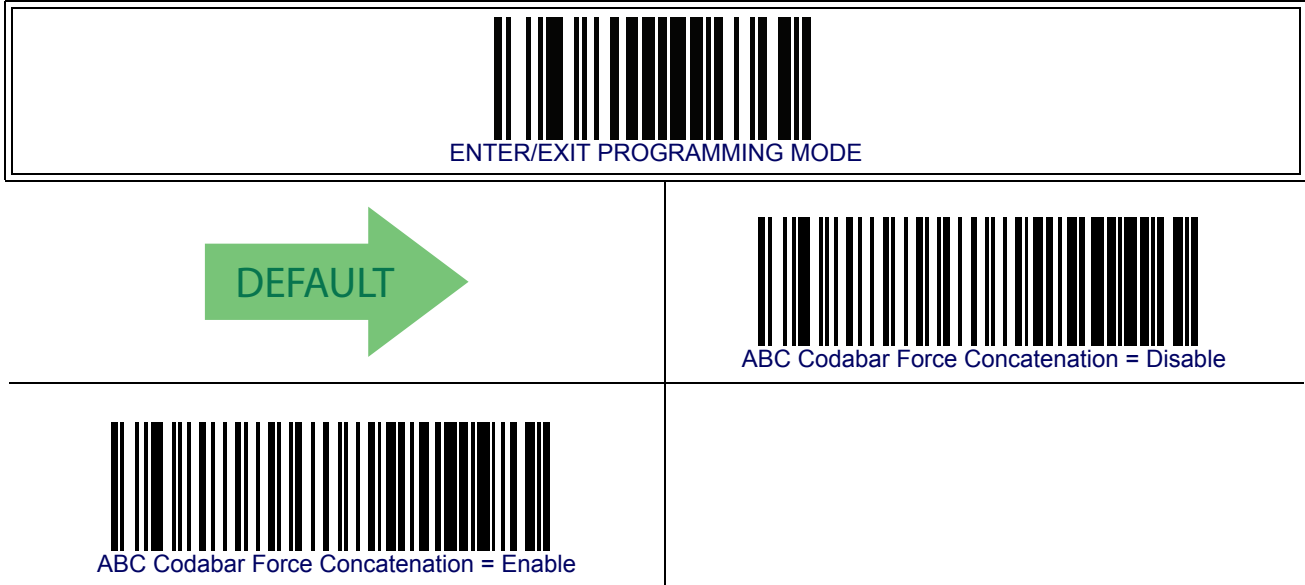 ENTER/EXIT PROGRAMMING MODE
DEFAULT
ABC Codabar Force Concatenation = Disable
ABC Codabar Force Concatenation = Enable